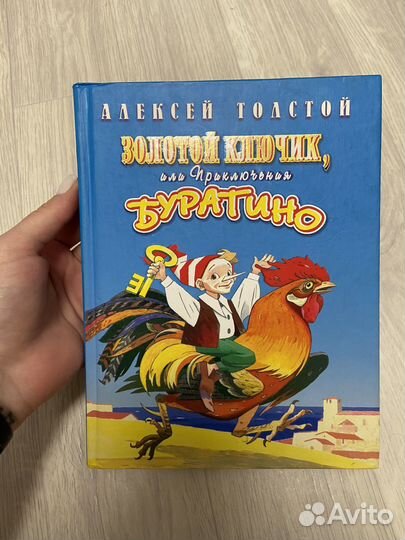 АЛЕКСЕЙ ТОЛСТОЙ
ЗОЛОТОЙ КЛЮЧИК,
или Приключения
БУРАТИНО
Avito